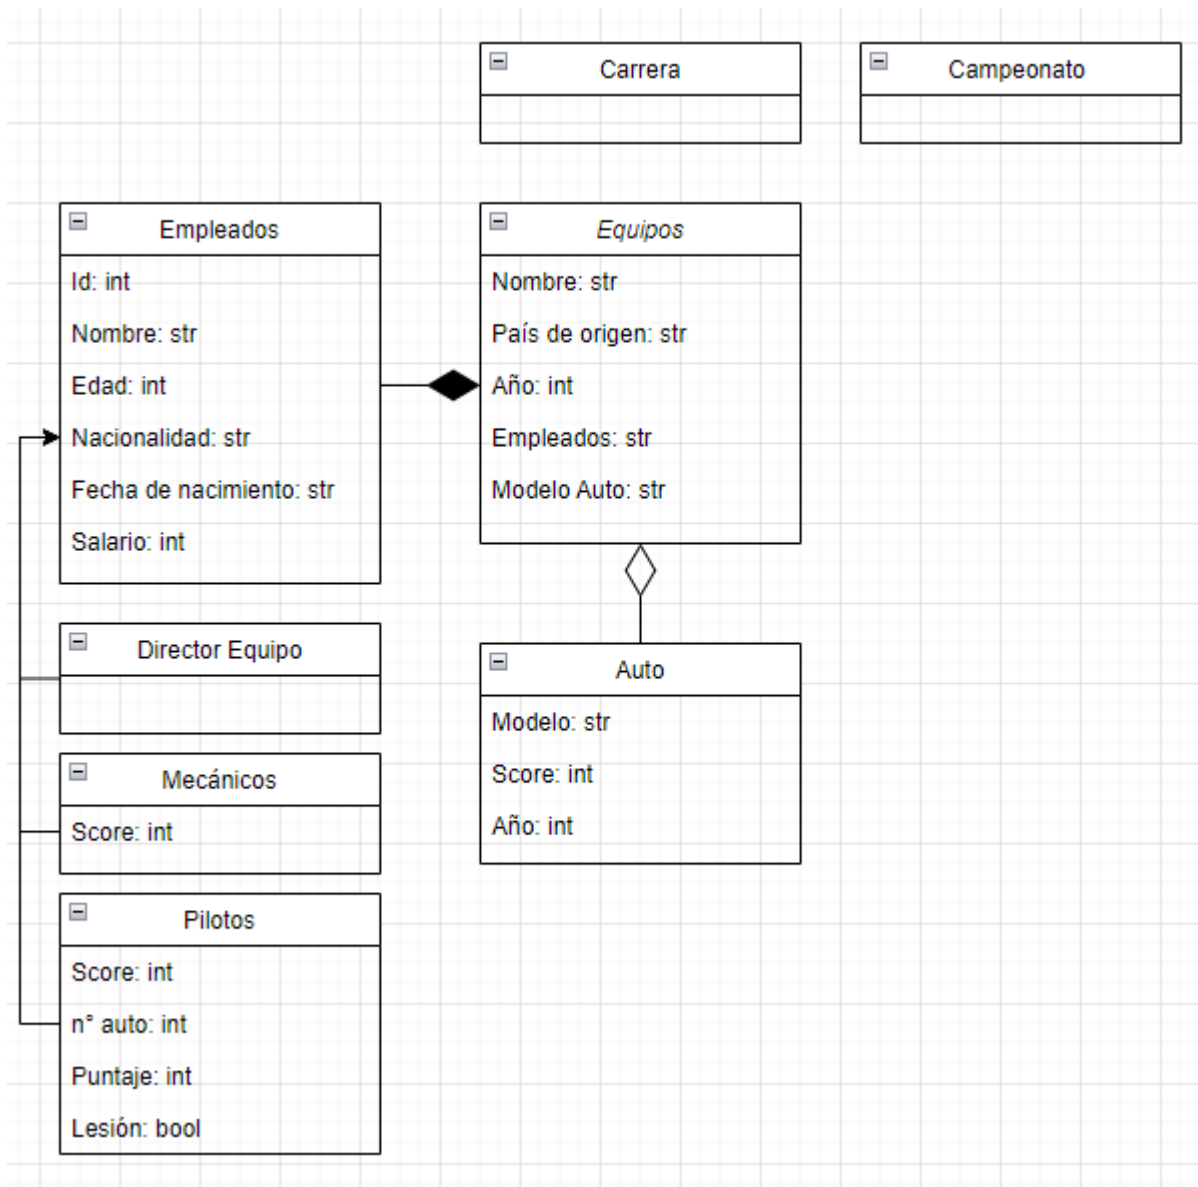 Carrera
Campeonato
Empleados
Id: int
Nombre: str
Edad: int
Nacionalidad: str
Fecha de nacimiento: str
Salario: int
Equipos
Nombre: str
País de origen: str
Año: int
Empleados: str
Modelo Auto: str
Director Equipo
Mecánicos
Score: int
Pilotos
Score: int
n° auto: int
Puntaje: int
Lesión: bool
Auto
Modelo: str
Score: int
Año: int